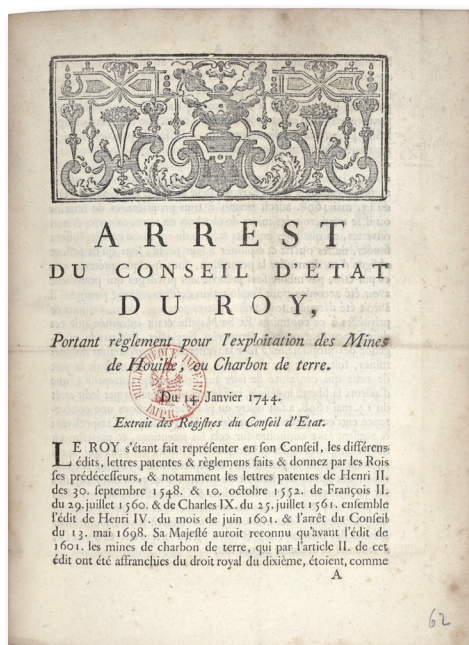 62
ARREST
DU CONSEIL D'ETAT
DU ROY,
Portant règlement pour l'exploitation des Mines
de Houille, ou Charbon de terre.
Du 14. Janvier 1744.
Extrait des Registres du Conseil d'Etat.
LE ROY s'étant fait représenter en son Conseil, les différens
édits, lettres patentes & règlemens faits & donnez par les Rois
ses prédécesseurs, & notamment les lettres patentes de Henri II.
des 30. septembre 1548. & 10. octobre 1552. de François II.
du 29. juillet 1560. & de Charles IX. du 25. juillet 1561. ensemble
l'édit de Henri IV. du mois de juin 1601. & l'arrêt du Conseil
du 13. mai 1698. Sa Majesté auroit reconnu qu'avant l'édit de
1601. les mines de charbon de terre, qui par l'article II. de cet
édit ont été affranchies du droit royal du dixième, étoient, comme
A
62